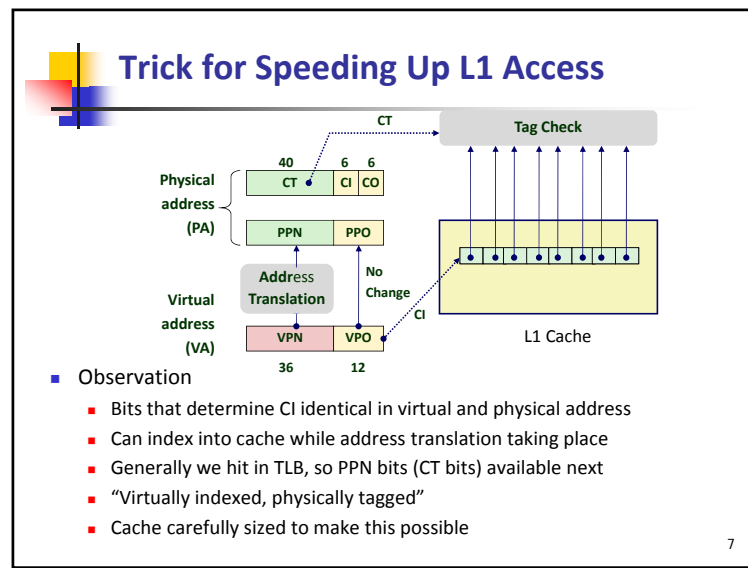 Trick for Speeding Up L1 Access
CT
Tag Check
40 6 6
Physical
address
(PA)
CT CI CO
PPN PPO
Address
Translation
No
Change
Virtual
address
(VA)
CI
VPN VPO
L1 Cache
36 12
Observation
Bits that determine CI identical in virtual and physical address
Can index into cache while address translation taking place
Generally we hit in TLB, so PPN bits (CT bits) available next
“Virtually indexed, physically tagged”
Cache carefully sized to make this possible
7